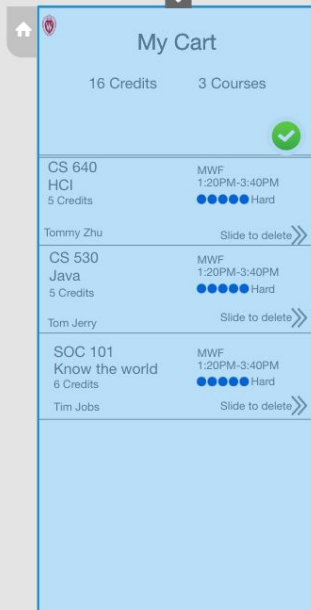 My Cart
16 Credits 3 Courses
CS 640
HCI
5 Credits
Tommy Zhu
MWF
1:20PM-3:40PM
Hard
Slide to delete
CS 530
Java
5 Credits
Tom Jerry
MWF
1:20PM-3:40PM
Hard
Slide to delete
SOC 101
Know the world
6 Credits
Tim Jobs
MWF
1:20PM-3:40PM
Hard
Slide to delete